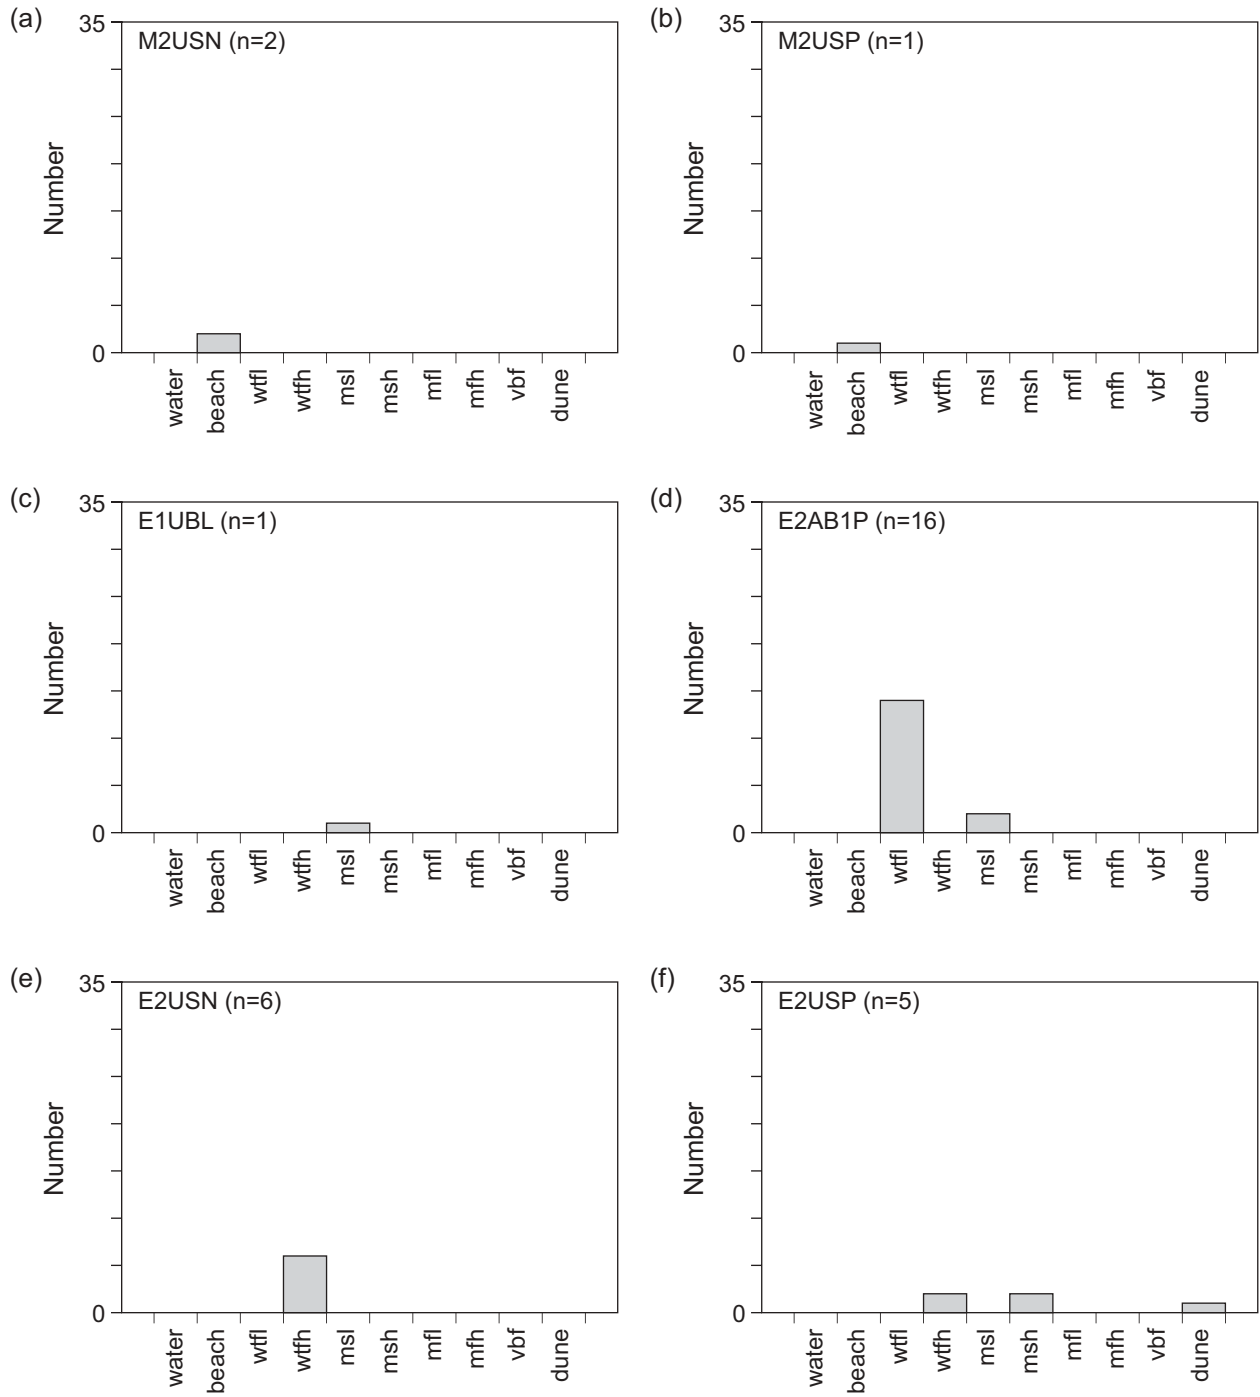 (a)
35
M2USN (n=2)
Number
0
water
beach
wtfl
wtfh
msl
msh
mfl
mfh
vbf
dune
(b)
35
M2USP (n=1)
Number
0
water
beach
wtfl
wtfh
msl
msh
mfl
mfh
vbf
dune
(c)
35
E1UBL (n=1)
Number
0
water
beach
wtfl
wtfh
msl
msh
mfl
mfh
vbf
dune
(d)
35
E2AB1P (n=16)
Number
0
water
beach
wtfl
wtfh
msl
msh
mfl
mfh
vbf
dune
(e)
35
E2USN (n=6)
Number
0
water
beach
wtfl
wtfh
msl
msh
mfl
mfh
vbf
dune
(f)
35
E2USP (n=5)
Number
0
water
beach
wtfl
wtfh
msl
msh
mfl
mfh
vbf
dune